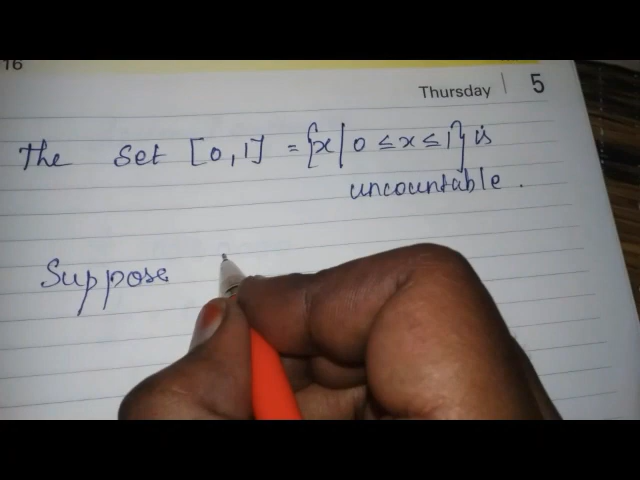 16
Thursday | 5
The set [0,1] = {x | 0 ≤ x ≤ 1} is
uncountable.
Suppose